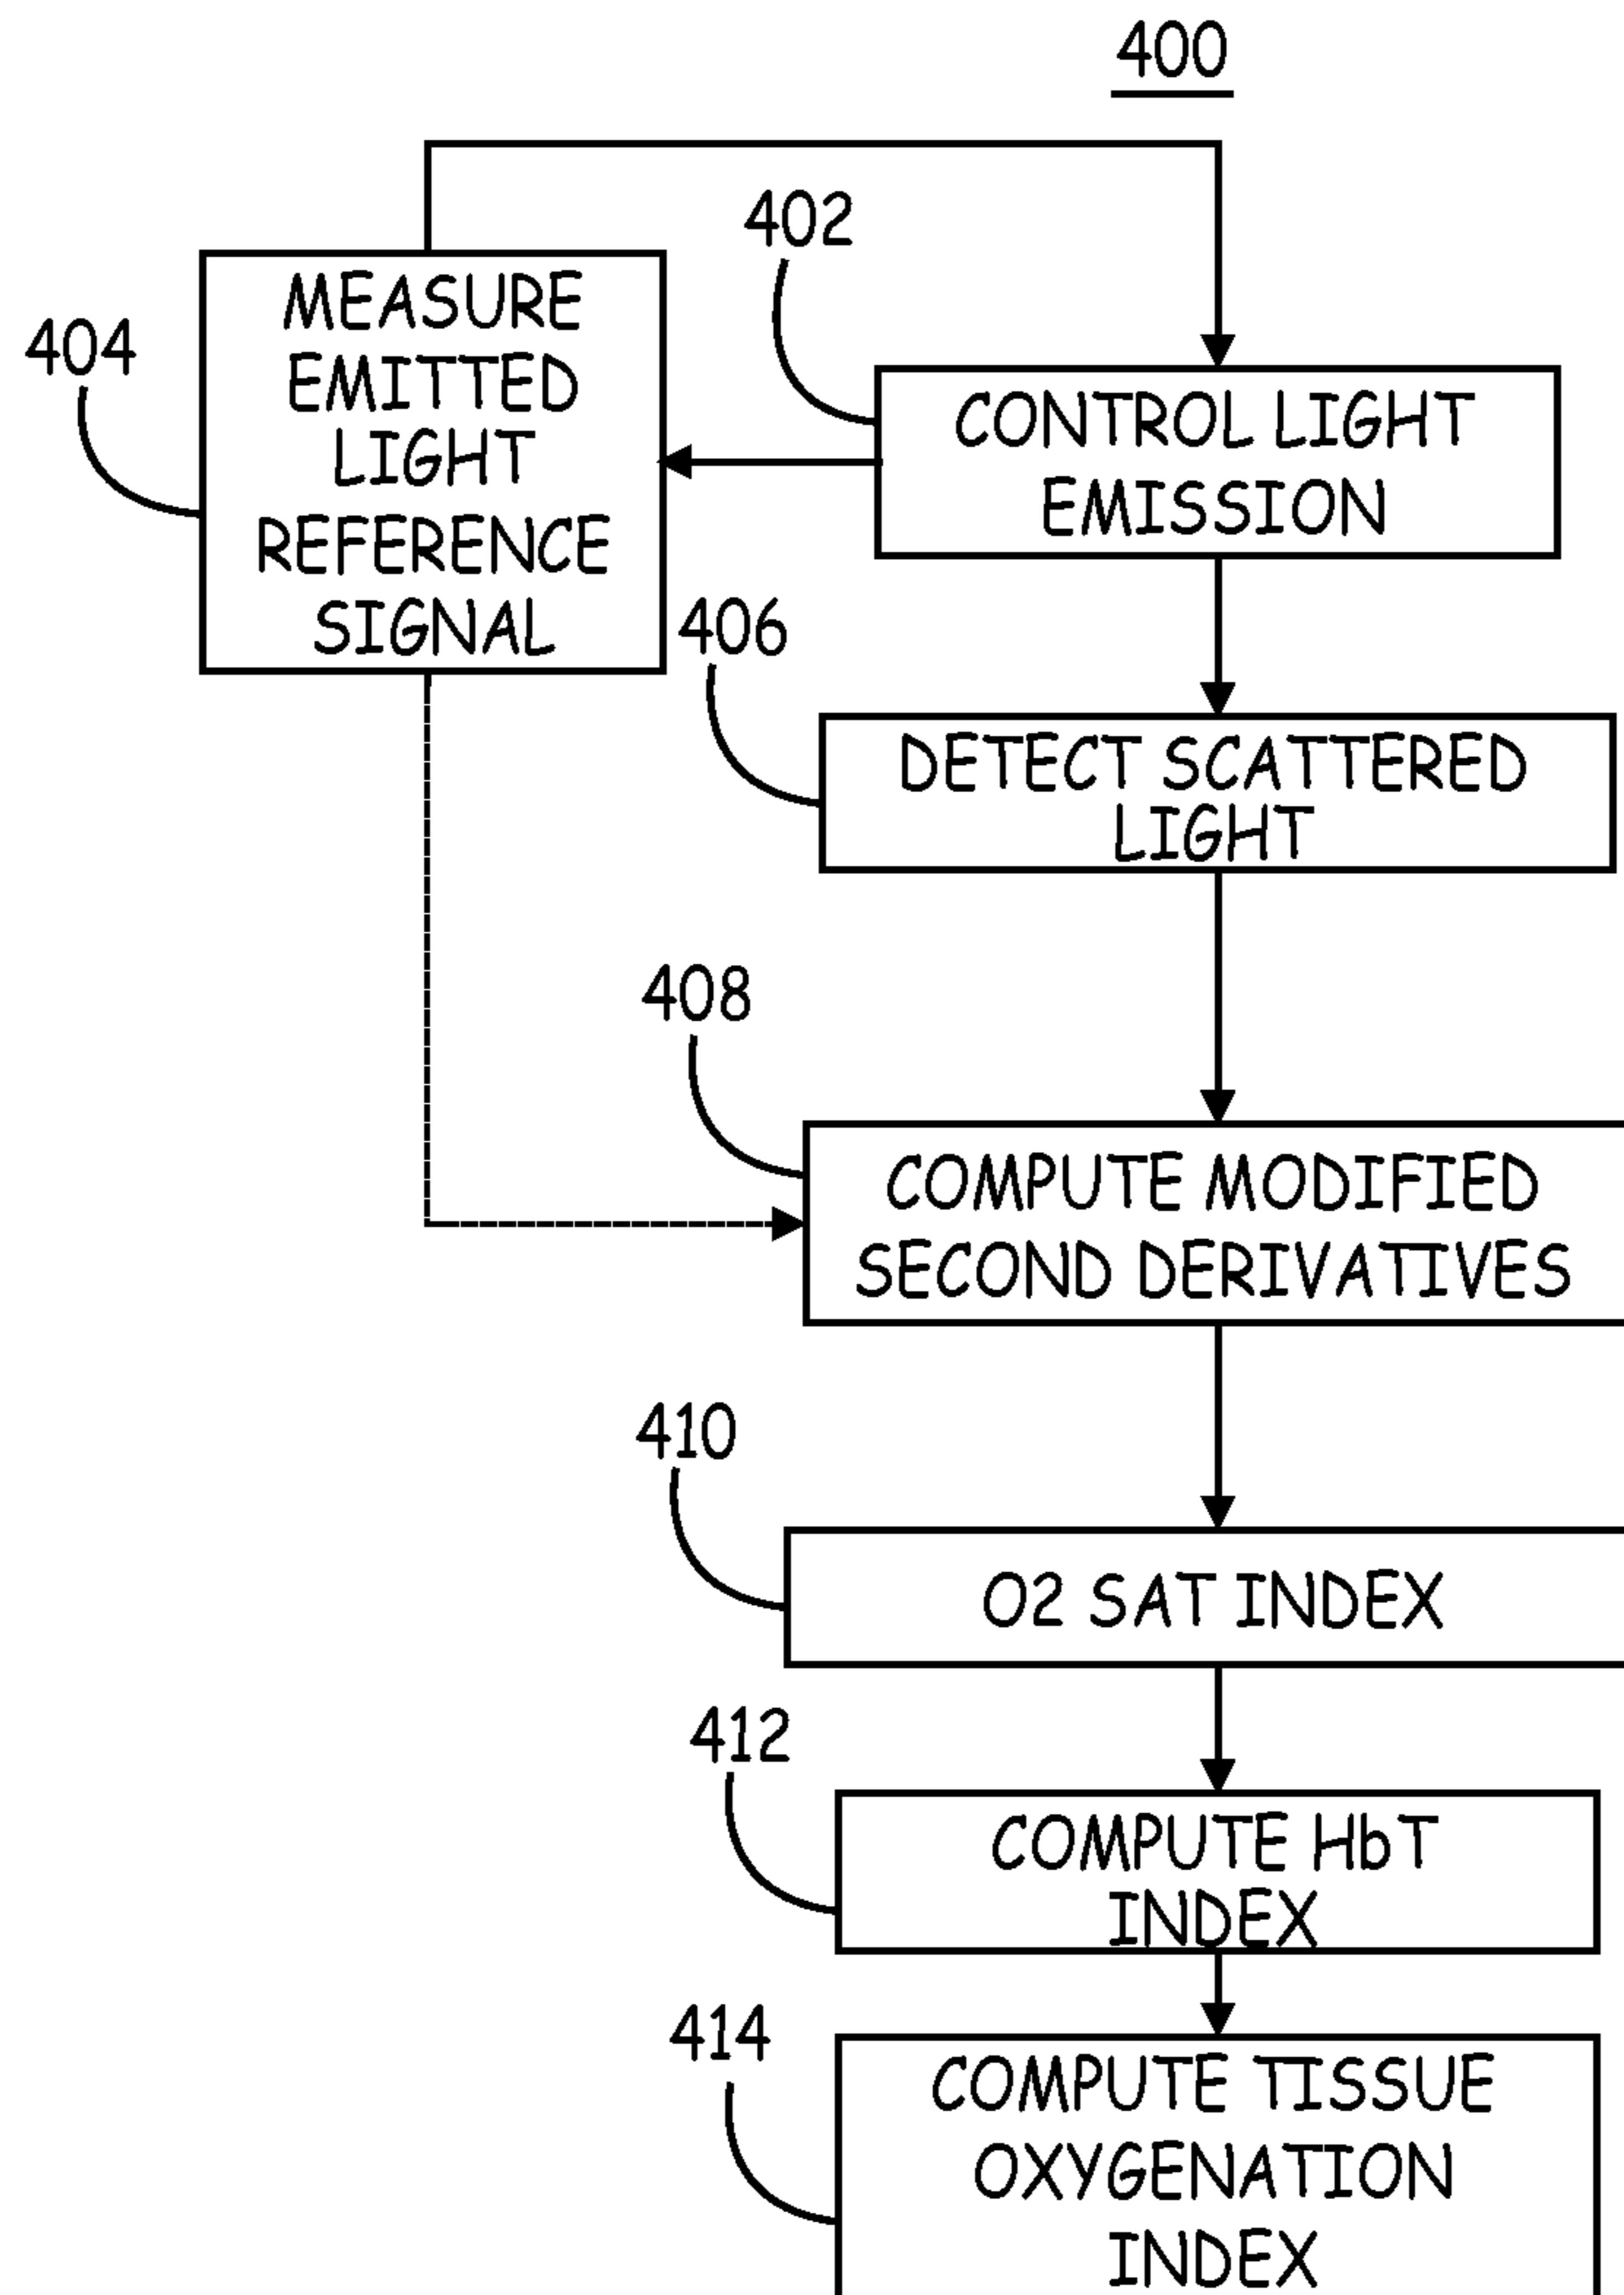 400
402
404
MEASURE
EMITTED
LIGHT
REFERENCE
SIGNAL
CONTROL LIGHT
EMISSION
406
DETECT SCATTERED
LIGHT
408
COMPUTE MODIFIED
SECOND DERIVATIVES
410
O2 SAT INDEX
412
COMPUTE HbT
INDEX
414
COMPUTE TISSUE
OXYGENATION
INDEX